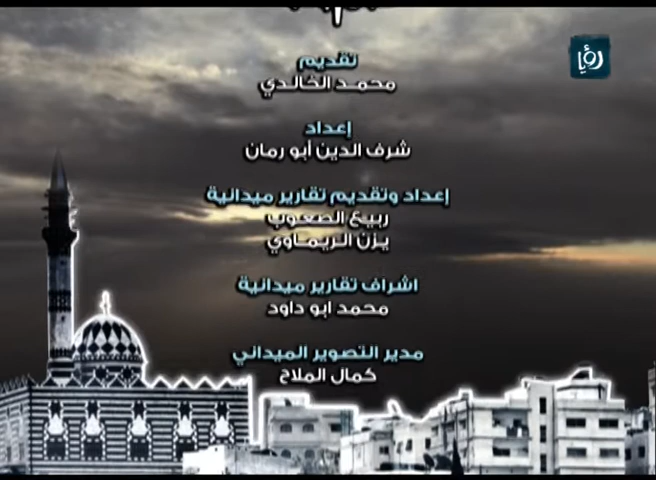 رؤيا
تقديم
محمد الخالدي
إعداد
شرف الدين أبو رمان
إعداد وتقديم تقارير ميدانية
ربيع الصعوب
يزن الريماوي
اشراف تقارير ميدانية
محمد ابو داود
مدير التصوير الميداني
كمال الملاح